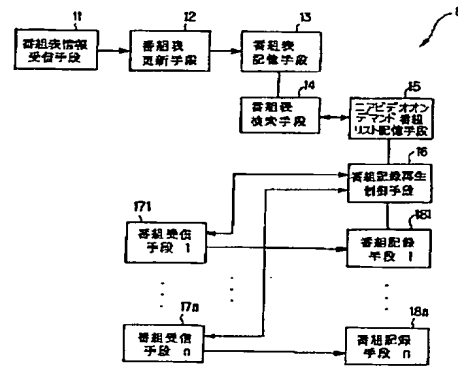 11
番組表情報
受信手段
12
番組表
更新手段
13
番組表
記憶手段
8
14
番組表
検索手段
15
ニアビデオオン
デマンド番組
リスト記憶手段
16
番組記録再生
制御手段
171
番組受信
手段 1
181
番組記録
手段 1
17n
番組受信
手段 n
18n
番組記録
手段 n